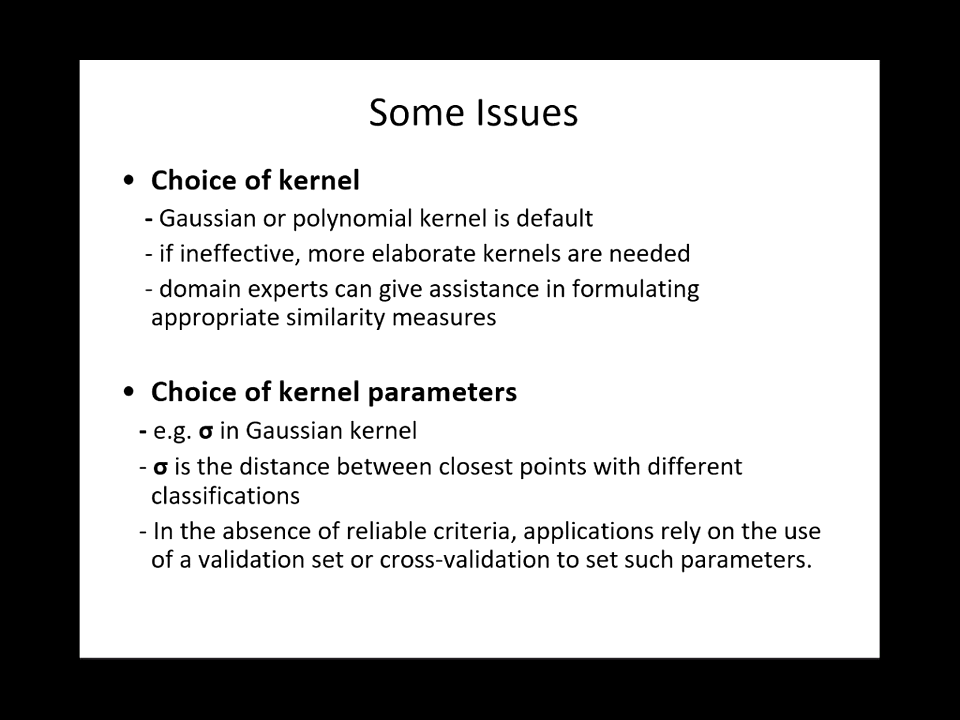 Some Issues
• Choice of kernel
- Gaussian or polynomial kernel is default
- if ineffective, more elaborate kernels are needed
- domain experts can give assistance in formulating
appropriate similarity measures
• Choice of kernel parameters
- e.g. σ in Gaussian kernel
- σ is the distance between closest points with different
classifications
- In the absence of reliable criteria, applications rely on the use
of a validation set or cross-validation to set such parameters.